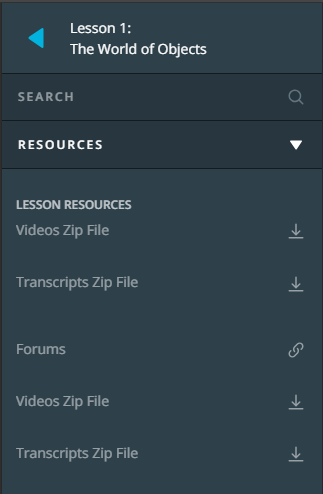 Lesson 1:
The World of Objects
SEARCH
RESOURCES
LESSON RESOURCES
Videos Zip File
Transcripts Zip File
Forums
Videos Zip File
Transcripts Zip File